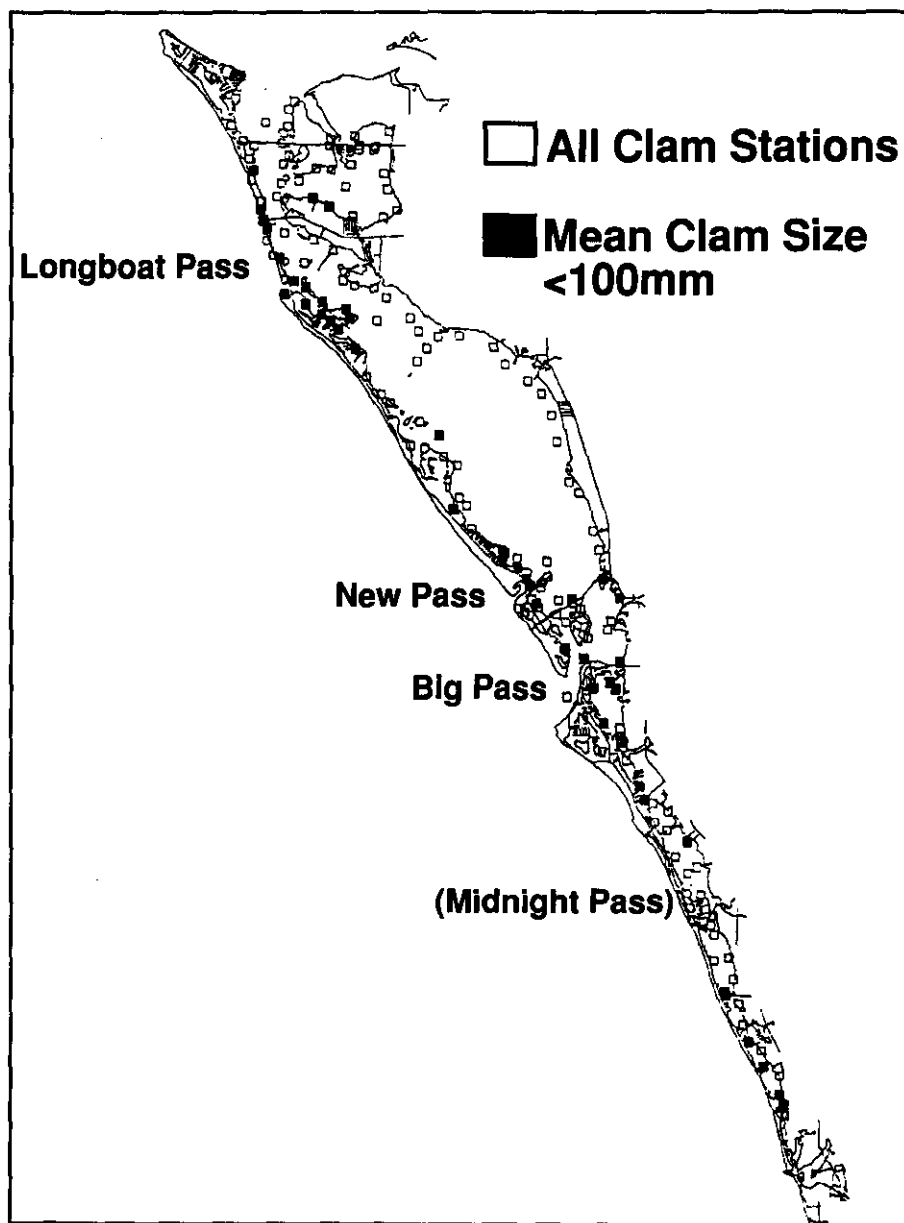 All Clam Stations
Mean Clam Size
<100mm
Longboat Pass
New Pass
Big Pass
(Midnight Pass)